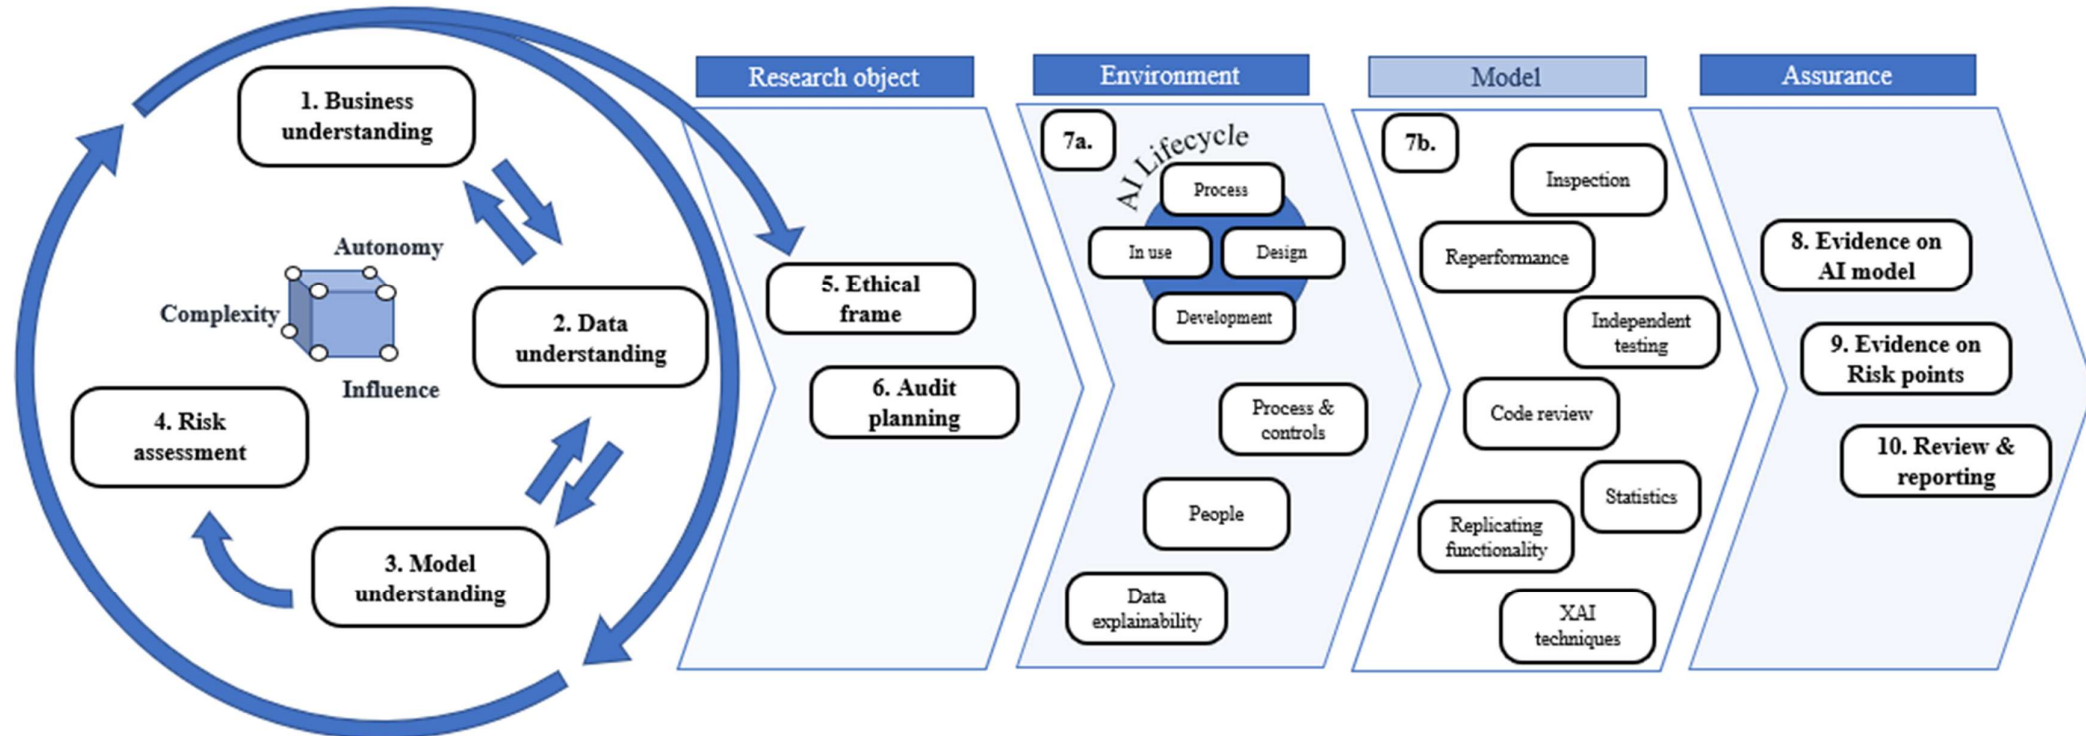 1. Business
understanding
Autonomy
Complexity
Influence
2. Data
understanding
4. Risk
assessment
3. Model
understanding
Research object
5. Ethical
frame
6. Audit
planning
Environment
7a.
AI Lifecycle
Process
In use
Design
Development
Process &
controls
People
Data
explainability
Model
7b.
Inspection
Reperformance
Independent
testing
Code review
Statistics
Replicating
functionality
XAI
techniques
Assurance
8. Evidence on
AI model
9. Evidence on
Risk points
10. Review &
reporting